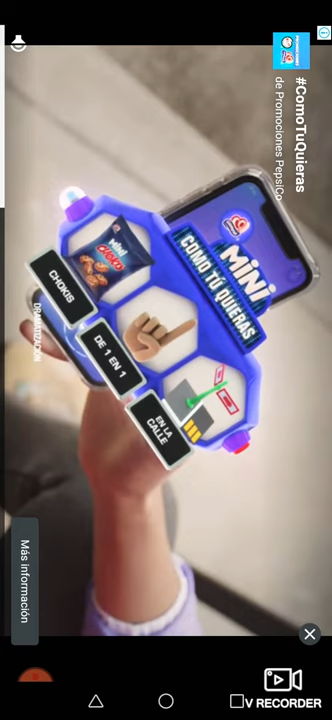 #ComoTuQuieras
de Promociones PepsiCo
MiNi
COMO TÚ QUIERAS
MiNi
CHOKIS
CHOKIS
DE 1 EN 1
EN LA
CALLE
DRAMATIZACIÓN
Más información
V RECORDER